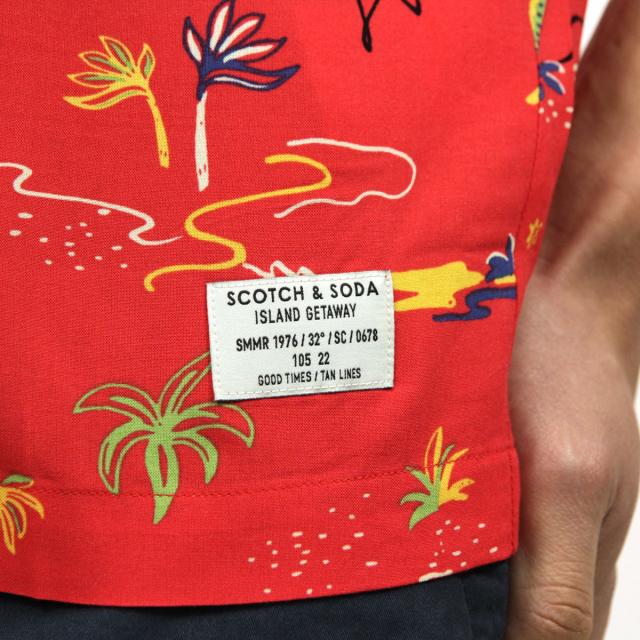 SCOTCH & SODA
ISLAND GETAWAY
SMMR 1976 / 32° / SC / 0678
105 22
GOOD TIMES / TAN LINES